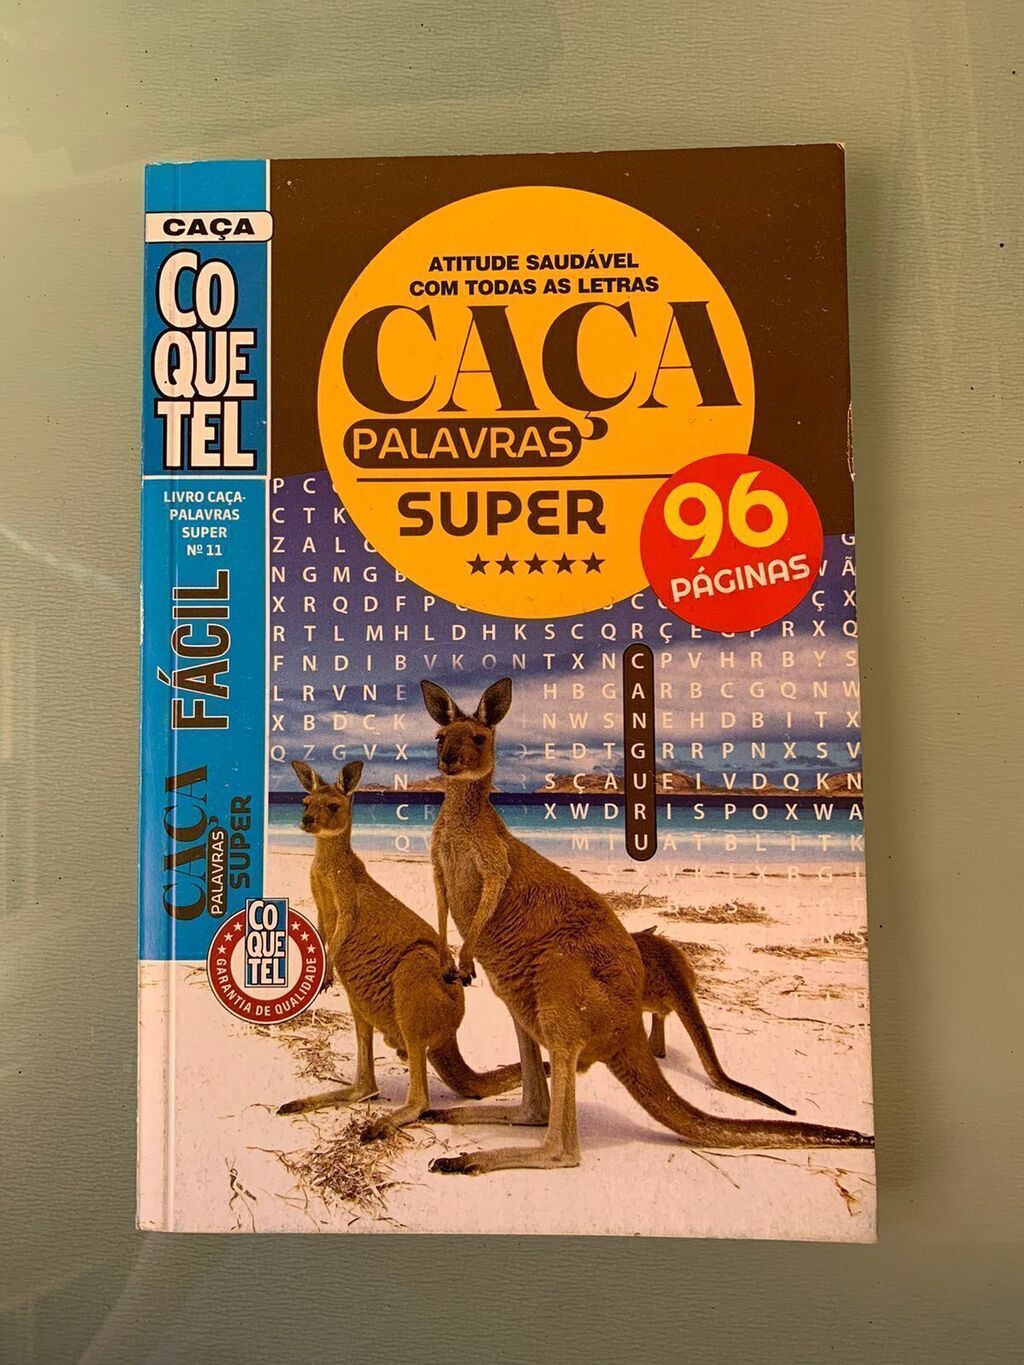 CAÇA
CO
QUE
TEL
LIVRO CAÇA-
PALAVRAS
SUPER
Nº 11
FÁCIL
CAÇA
PALAVRAS
SUPER
CO
QUE
TEL
GARANTIA DE QUALIDADE
ATITUDE SAUDÁVEL
COM TODAS AS LETRAS
CAÇA
PALAVRAS
SUPER
96
PÁGINAS
P C
C T K
Z A L
N G M G
V Ã
X R Q D F P
Ç X
R T L M H L D H K S C Q R Ç E
R X Q
F N D I B V K O N T X N C P V H R B Y S
L R V N E
H B G A R B C G Q N W
X B D C K
N W S N E H D B I T X
Q Z G V X
E D T G R R P N X S V
N
S Ç A U E I V D Q K N
C R
X W D R I S P O X W A
Q
M I U A T B L I T K